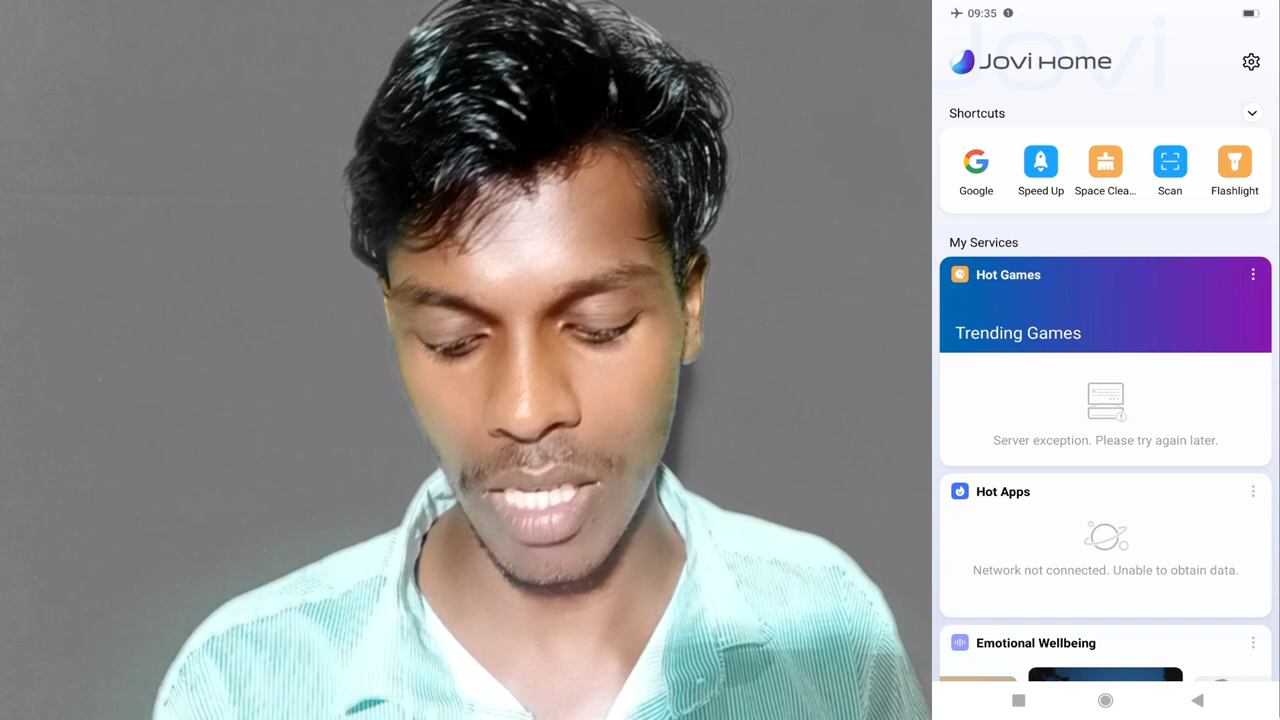 09:35
Jovi
Jovi Home
Shortcuts
Google
Speed Up
Space Clea...
Scan
Flashlight
My Services
Hot Games
Trending Games
Server exception. Please try again later.
Hot Apps
Network not connected. Unable to obtain data.
Emotional Wellbeing